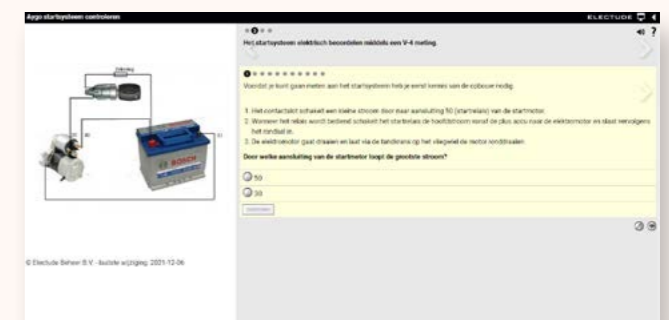 Aygo startsysteem controleren
ELECTUDE
Het startsysteem elektrisch beoordelen middels een V-4 meting.
Voordat je kunt gaan meten aan het startsysteem heb je eerst kennis van de opbouw nodig.
1. Het contactslot schakelt een kleine stroom door naar aansluiting 50 (startrelais) van de startmotor.
2. Wanneer het relais wordt bediend schakelt het startrelais de hoofdstroom vanaf de plus accu naar de elektromotor en slaat vervolgens
het rondsel in.
3. De elektromotor gaat draaien en laat via de tandkrans op het vliegwiel de motor ronddraaien.
Door welke aansluiting van de startmotor loopt de grootste stroom?
50
30
BOSCH
© Electude Beheer B.V. - laatste wijziging: 2021-12-06